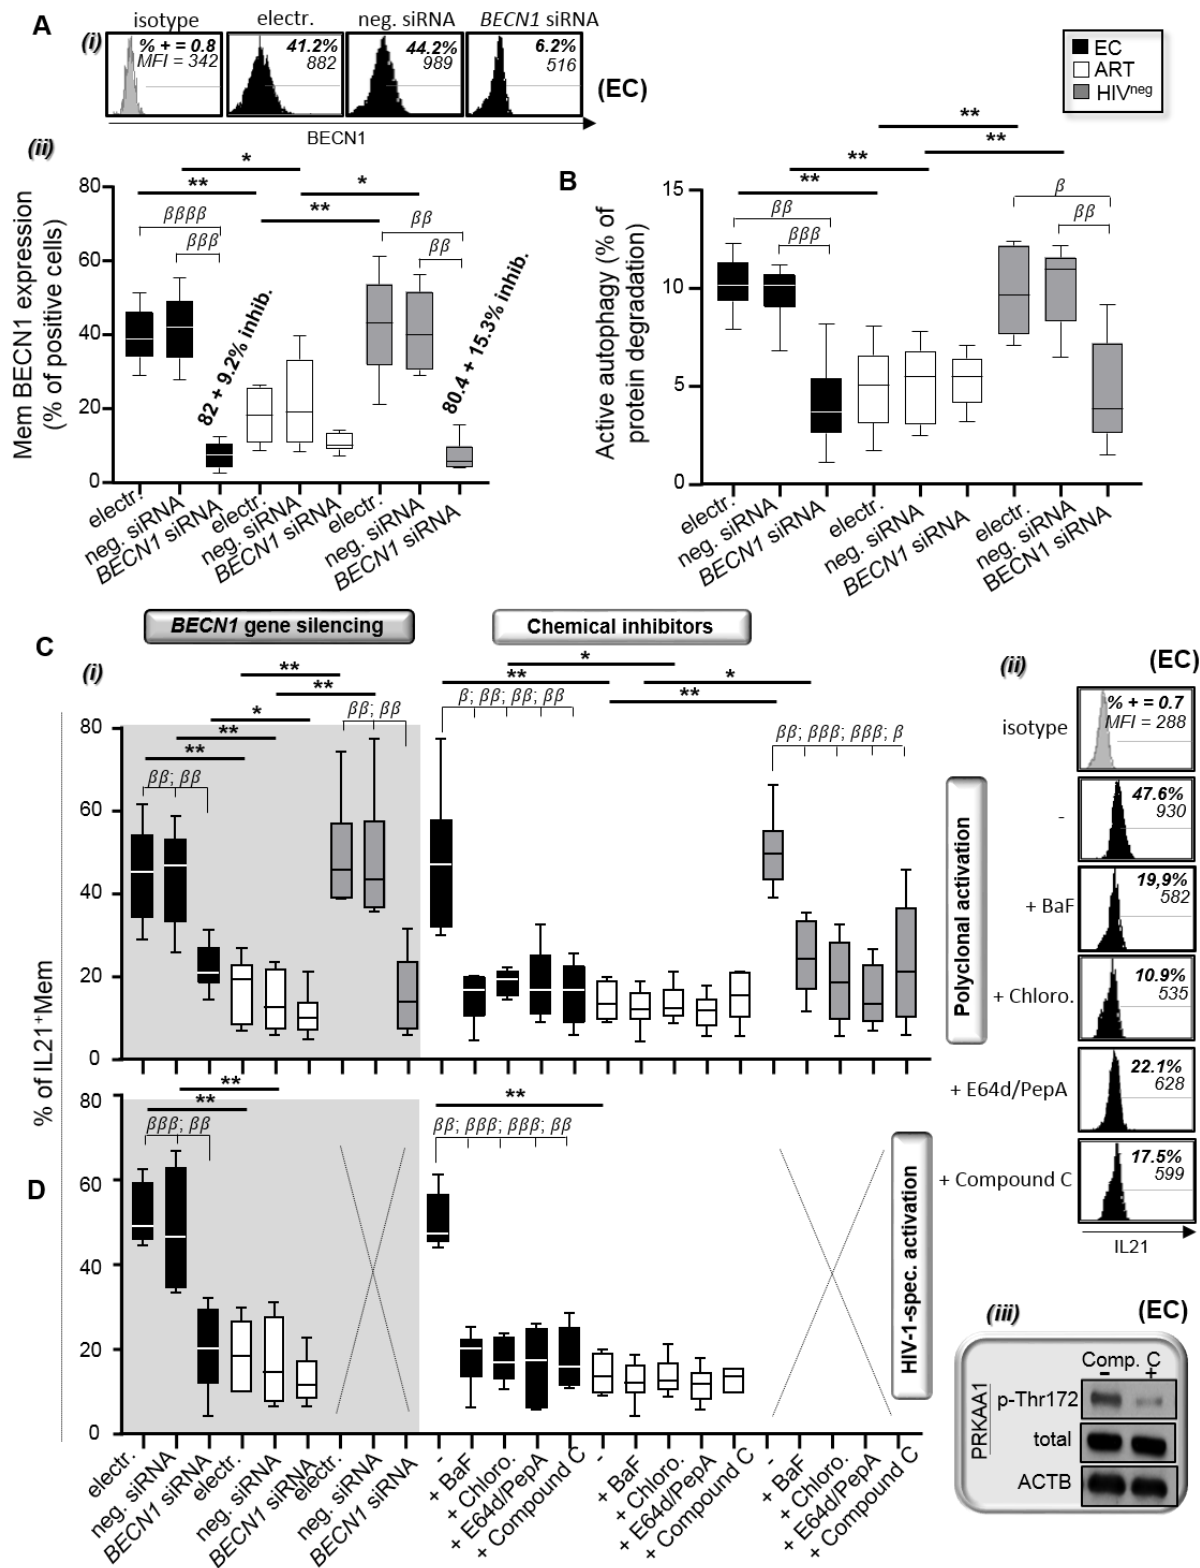 A
(i)
isotype
electr.
neg. siRNA
BECN1 siRNA
% + = 0.8
MFI = 342
41.2%
882
44.2%
989
6.2%
516
(EC)
BECN1
EC
ART
HIVneg
(ii)
Mem BECN1 expression
(% of positive cells)
80
60
40
20
0
*
**
*
**
ββββ
βββ
ββ
ββ
82 + 9.2% inhib.
80.4 + 15.3% inhib.
electr.
neg. siRNA
BECN1 siRNA
electr.
neg. siRNA
BECN1 siRNA
electr.
neg. siRNA
BECN1 siRNA
B
Active autophagy (% of
protein degradation)
15
10
5
0
**
**
**
**
ββ
βββ
β
ββ
electr.
neg. siRNA
BECN1 siRNA
electr.
neg. siRNA
BECN1 siRNA
electr.
neg. siRNA
BECN1 siRNA
C
BECN1 gene silencing
Chemical inhibitors
(i)
% of IL21+Mem
80
60
40
20
0
**
**
*
**
**
ββ; ββ
ββ; ββ
*
**
*
**
β; ββ; ββ; ββ
ββ; βββ; βββ; β
Polyclonal activation
D
80
60
40
20
0
**
**
βββ; ββ
**
ββ; βββ; βββ; ββ
HIV-1-spec. activation
electr.
neg. siRNA
BECN1 siRNA
electr.
neg. siRNA
BECN1 siRNA
electr.
neg. siRNA
BECN1 siRNA
-
+ BaF
+ Chloro.
+ E64d/PepA
+ Compound C
-
+ BaF
+ Chloro.
+ E64d/PepA
+ Compound C
-
+ BaF
+ Chloro.
+ E64d/PepA
+ Compound C
(ii)
(EC)
isotype
% + = 0.7
MFI = 288
-
47.6%
930
+ BaF
19,9%
582
+ Chloro.
10.9%
535
+ E64d/PepA
22.1%
628
+ Compound C
17.5%
599
IL21
(iii)
(EC)
Comp. C
- +
PRKAA1
p-Thr172
total
ACTB